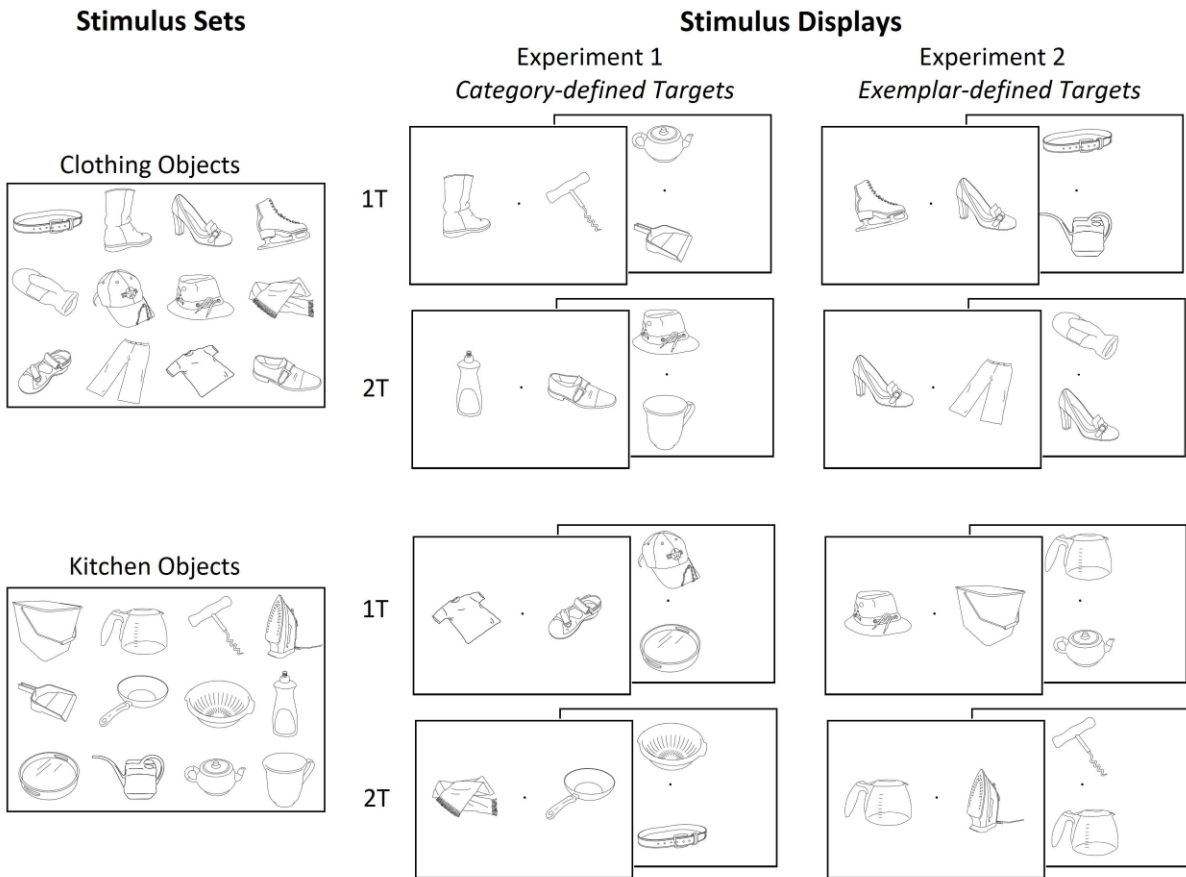 Stimulus Sets
Stimulus Displays
Experiment 1
Category-defined Targets
Experiment 2
Exemplar-defined Targets
Clothing Objects
1T
2T
Kitchen Objects
1T
2T